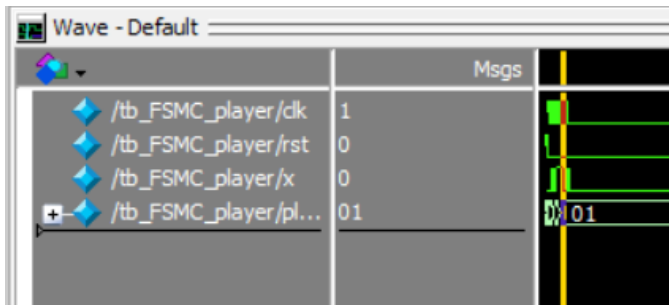 Wave - Default
Msgs
/tb_FSMC_player/clk 1
/tb_FSMC_player/rst 0
/tb_FSMC_player/x 0
/tb_FSMC_player/pl... 01 01